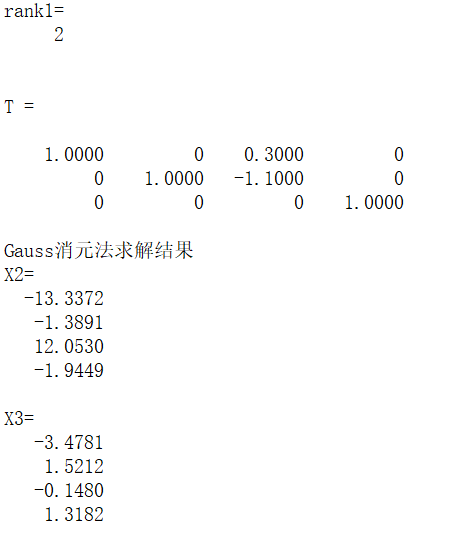 rank1=
2
T =
1.0000 0 0.3000 0
0 1.0000 -1.1000 0
0 0 0 1.0000
Gauss消元法求解结果
X2=
-13.3372
-1.3891
12.0530
-1.9449
X3=
-3.4781
1.5212
-0.1480
1.3182